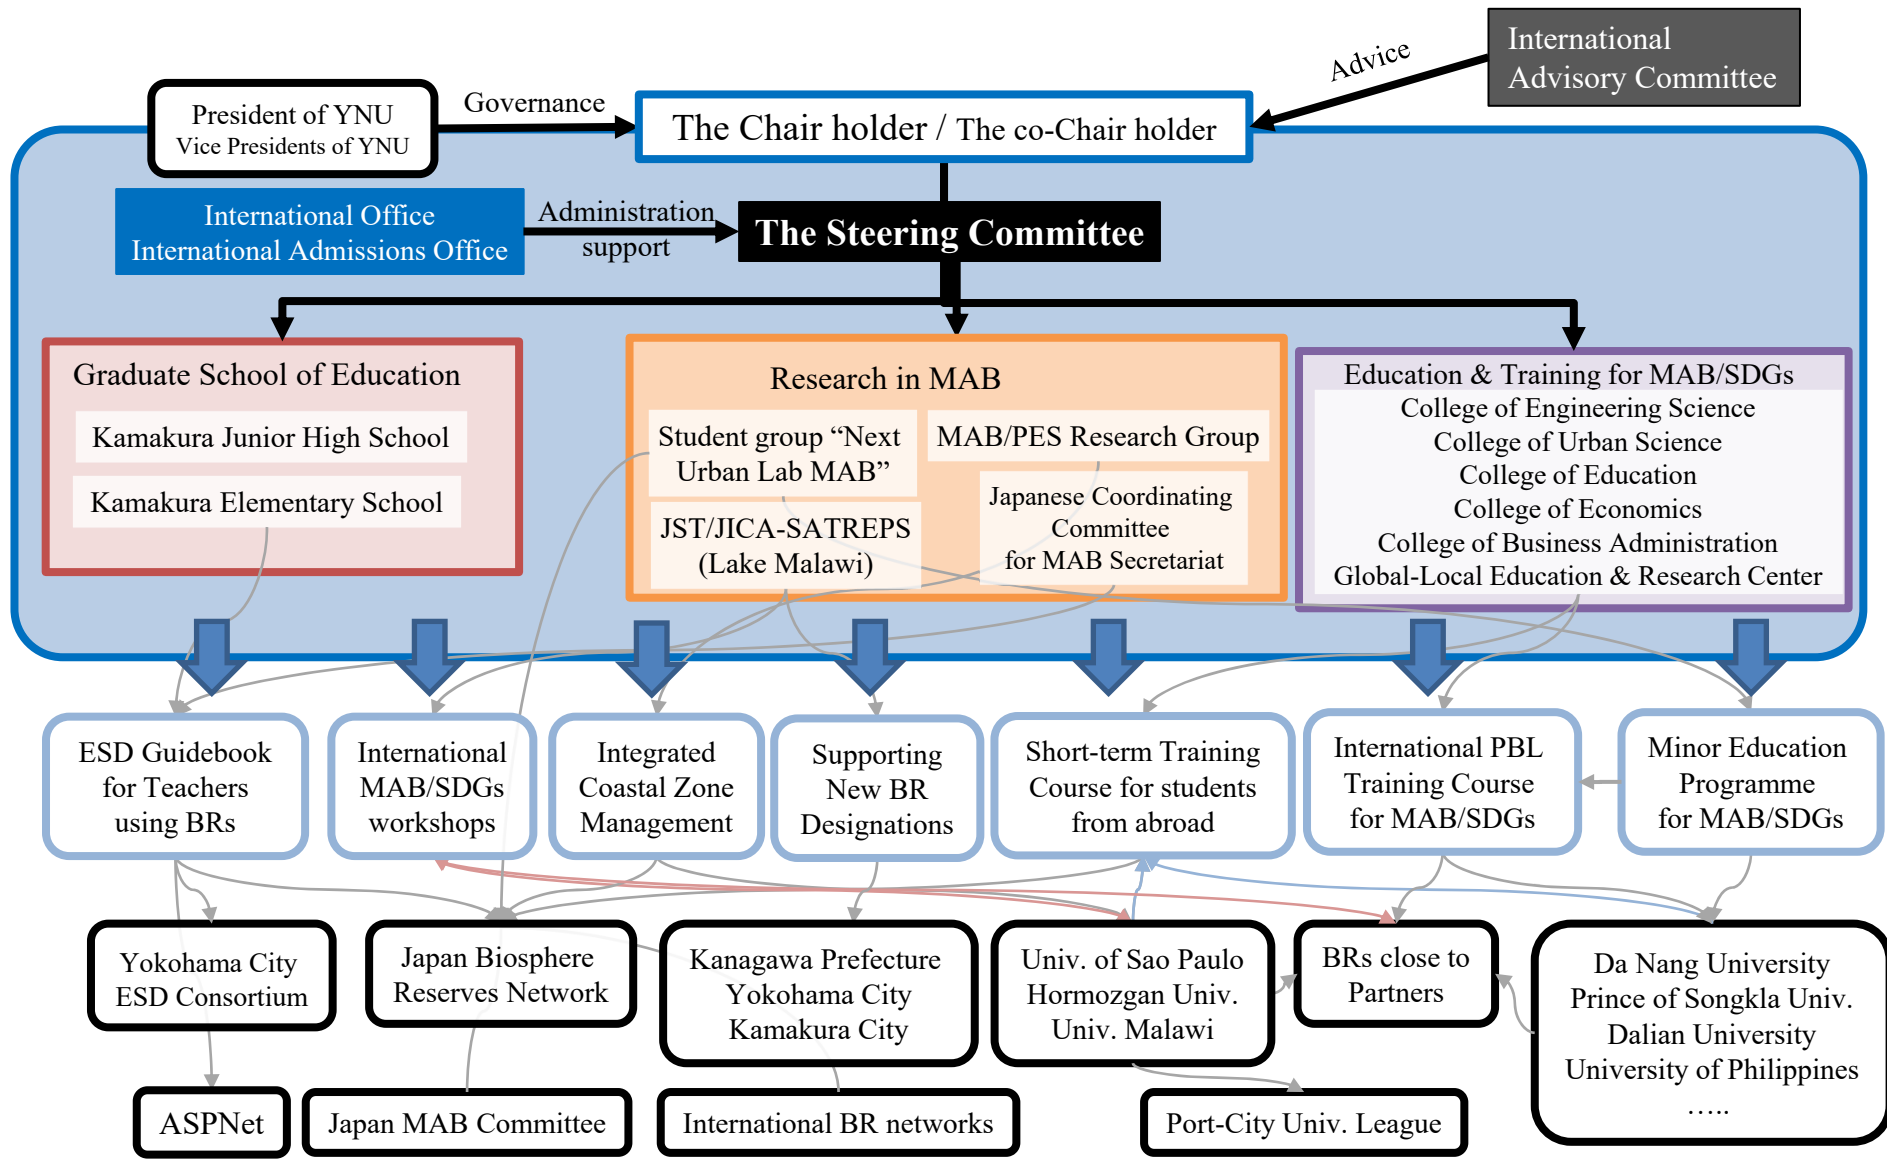 International
Advisory Committee
Advice
President of YNU
Vice Presidents of YNU
Governance
The Chair holder / The co-Chair holder
International Office
International Admissions Office
Administration
support
The Steering Committee
Graduate School of Education
Kamakura Junior High School
Kamakura Elementary School
Research in MAB
Student group “Next
Urban Lab MAB”
MAB/PES Research Group
JST/JICA-SATREPS
(Lake Malawi)
Japanese Coordinating
Committee
for MAB Secretariat
Education & Training for MAB/SDGs
College of Engineering Science
College of Urban Science
College of Education
College of Economics
College of Business Administration
Global-Local Education & Research Center
ESD Guidebook
for Teachers
using BRs
International
MAB/SDGs
workshops
Integrated
Coastal Zone
Management
Supporting
New BR
Designations
Short-term Training
Course for students
from abroad
International PBL
Training Course
for MAB/SDGs
Minor Education
Programme
for MAB/SDGs
Yokohama City
ESD Consortium
Japan Biosphere
Reserves Network
Kanagawa Prefecture
Yokohama City
Kamakura City
Univ. of Sao Paulo
Hormozgan Univ.
Univ. Malawi
BRs close to
Partners
Da Nang University
Prince of Songkla Univ.
Dalian University
University of Philippines
…..
ASPNet
Japan MAB Committee
International BR networks
Port-City Univ. League